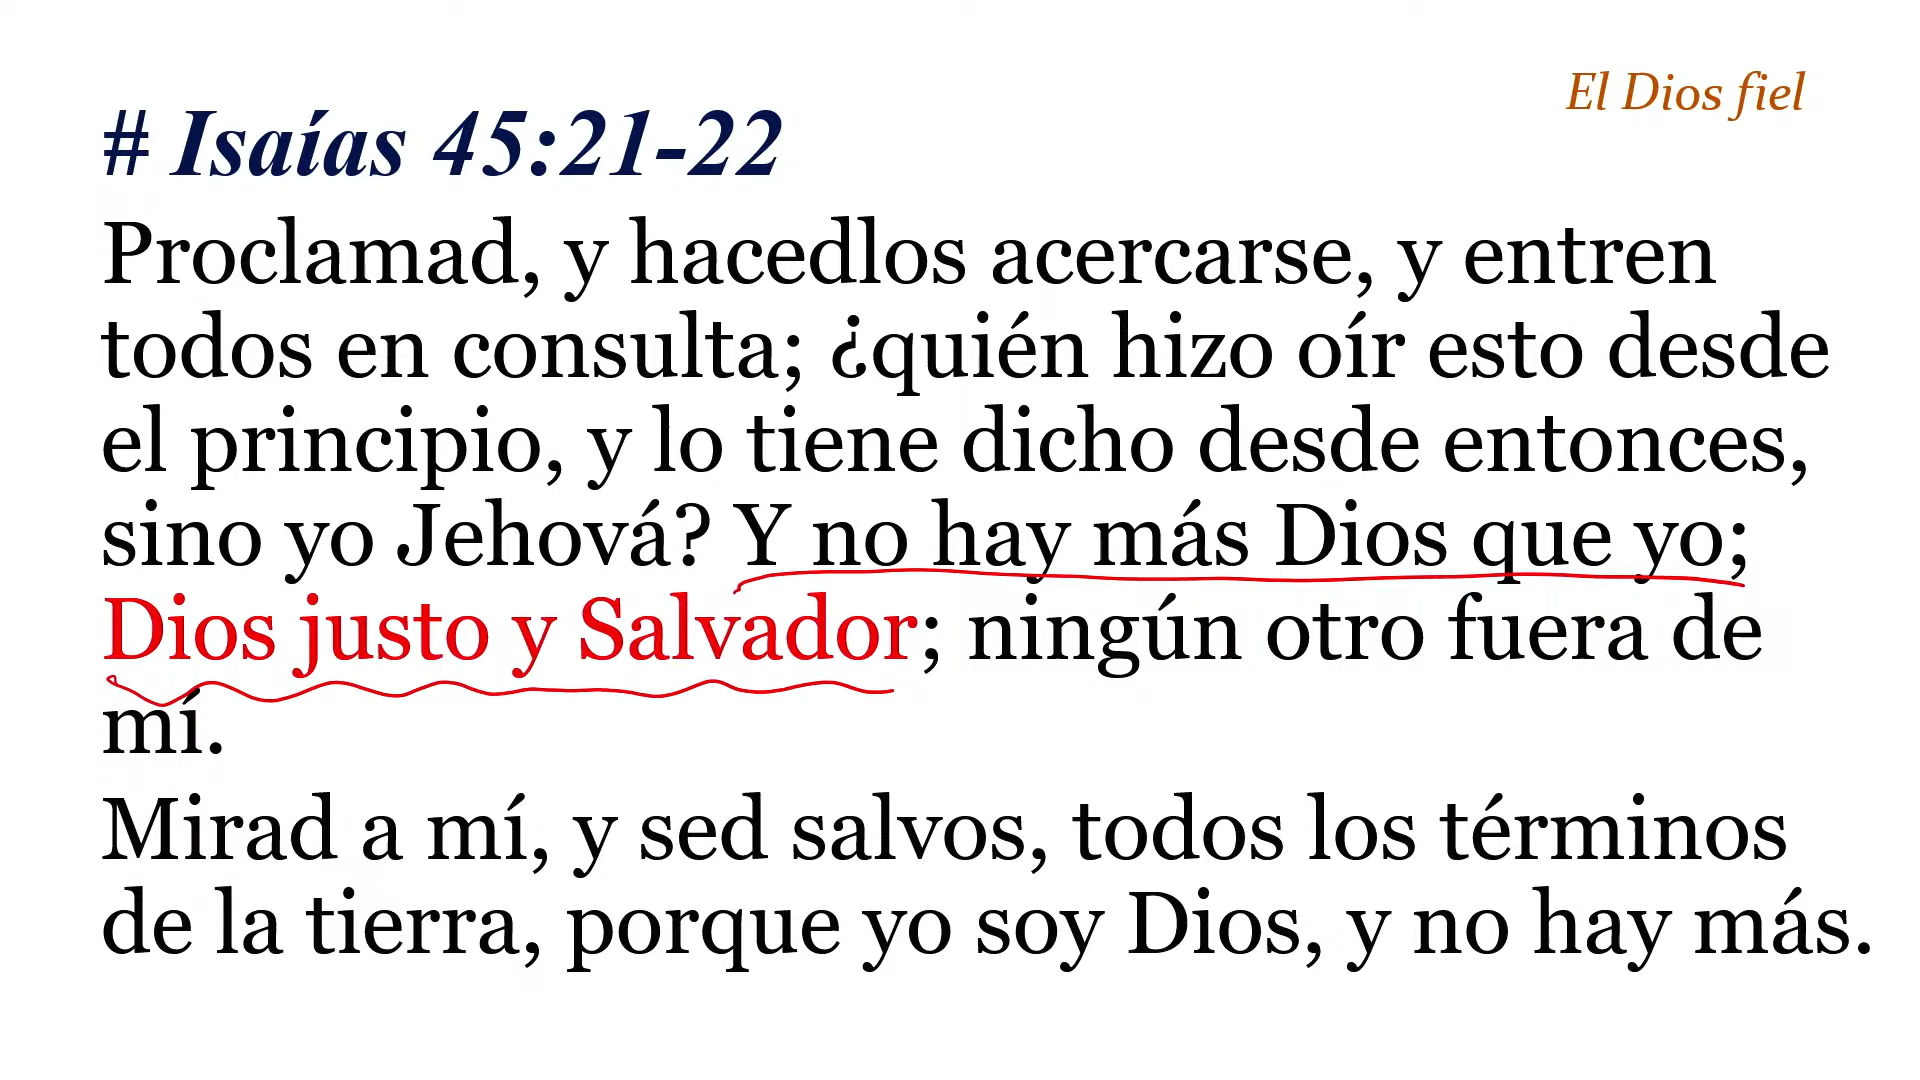 El Dios fiel
# Isaías 45:21-22
Proclamad, y hacedlos acercarse, y entren
todos en consulta; ¿quién hizo oír esto desde
el principio, y lo tiene dicho desde entonces,
sino yo Jehová? Y no hay más Dios que yo;
Dios justo y Salvador; ningún otro fuera de
mí.
Mirad a mí, y sed salvos, todos los términos
de la tierra, porque yo soy Dios, y no hay más.